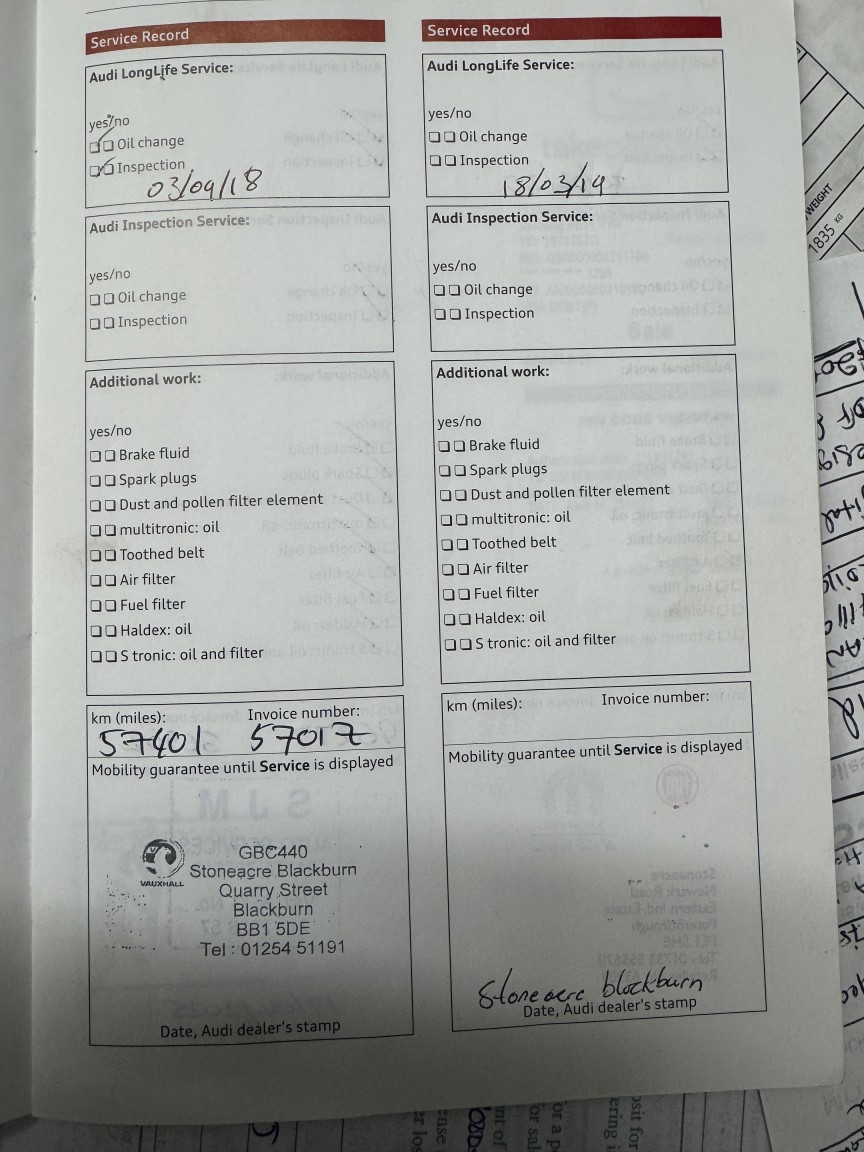 Service Record
Audi LongLife Service:
yes/no
Oil change
Inspection
03/09/18
Audi Inspection Service:
yes/no
Oil change
Inspection
Additional work:
yes/no
Brake fluid
Spark plugs
Dust and pollen filter element
multitronic: oil
Toothed belt
Air filter
Fuel filter
Haldex: oil
S tronic: oil and filter
km (miles): Invoice number:
57401 57017
Mobility guarantee until Service is displayed
VAUXHALL
GBC440
Stoneacre Blackburn
Quarry Street
Blackburn
BB1 5DE
Tel : 01254 51191
Date, Audi dealer's stamp
Service Record
Audi LongLife Service:
yes/no
Oil change
Inspection
18/03/19
Audi Inspection Service:
yes/no
Oil change
Inspection
Additional work:
yes/no
Brake fluid
Spark plugs
Dust and pollen filter element
multitronic: oil
Toothed belt
Air filter
Fuel filter
Haldex: oil
S tronic: oil and filter
km (miles): Invoice number:
Mobility guarantee until Service is displayed
Stoneacre blackburn
Date, Audi dealer's stamp
WEIGHT
1835 KG